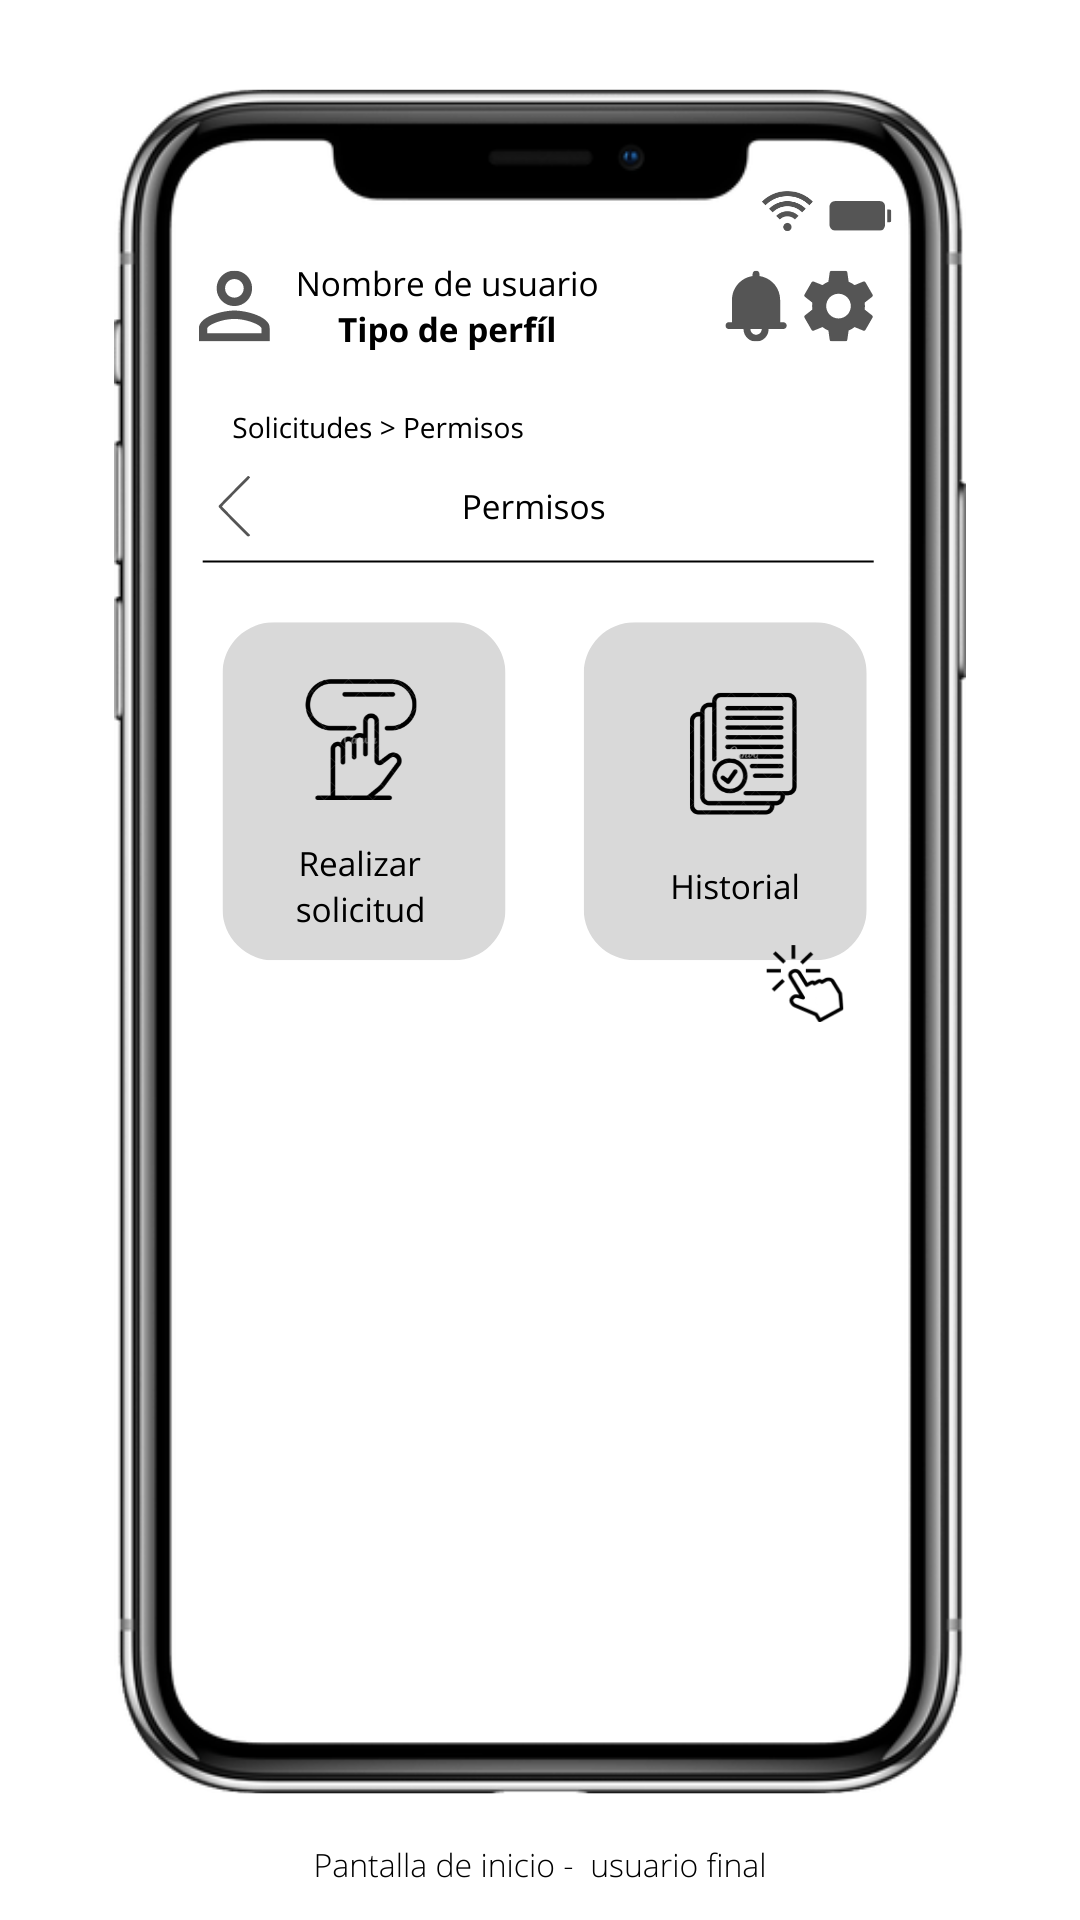 Nombre de usuario
Tipo de perfíl
Solicitudes > Permisos
Permisos
Realizar
solicitud
Historial
Pantalla de inicio -  usuario final